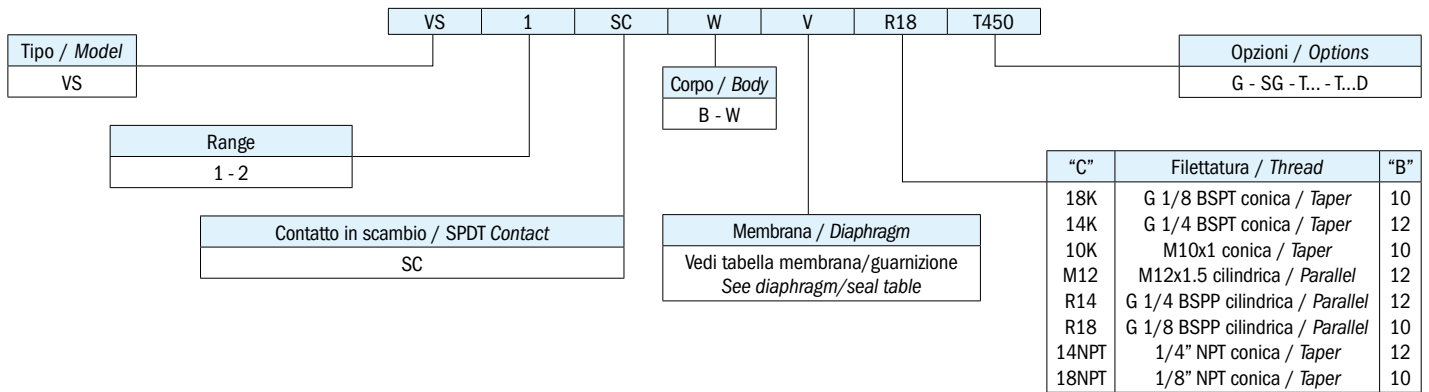 VS 1 SC W V R18 T450
Tipo / Model
VS
Opzioni / Options
G - SG - T... - T...D
Corpo / Body
B - W
Range
1 - 2
"C" Filettatura / Thread "B"
18K G 1/8 BSPT conica / Taper 10
14K G 1/4 BSPT conica / Taper 12
10K M10x1 conica / Taper 10
M12 M12x1.5 cilindrica / Parallel 12
R14 G 1/4 BSPP cilindrica / Parallel 12
R18 G 1/8 BSPP cilindrica / Parallel 10
14NPT 1/4” NPT conica / Taper 12
18NPT 1/8” NPT conica / Taper 10
Contatto in scambio / SPDT Contact
SC
Membrana / Diaphragm
Vedi tabella membrana/guarnizione
See diaphragm/seal table